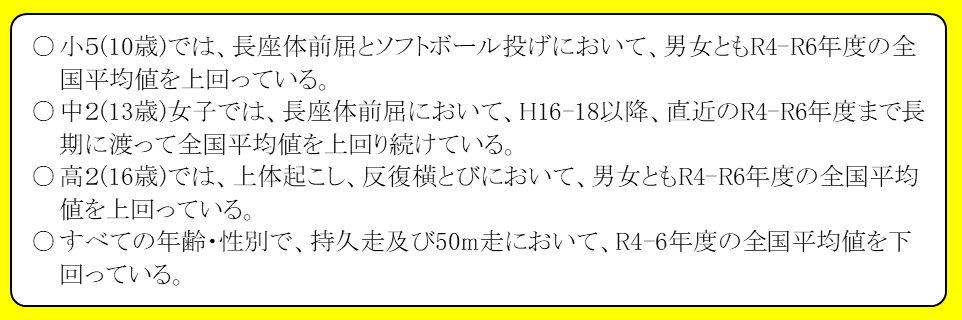 ○ 小５(10歳)では、長座体前屈とソフトボール投げにおいて、男女ともR4-R6年度の全
国平均値を上回っている。
○ 中２(13歳)女子では、長座体前屈において、H16-18以降、直近のR4-R6年度まで長
期に渡って全国平均値を上回り続けている。
○ 高２(16歳)では、上体起こし、反復横とびにおいて、男女ともR4-R6年度の全国平均
値を上回っている。
○ すべての年齢・性別で、持久走及び50m走において、R4-6年度の全国平均値を下
回っている。